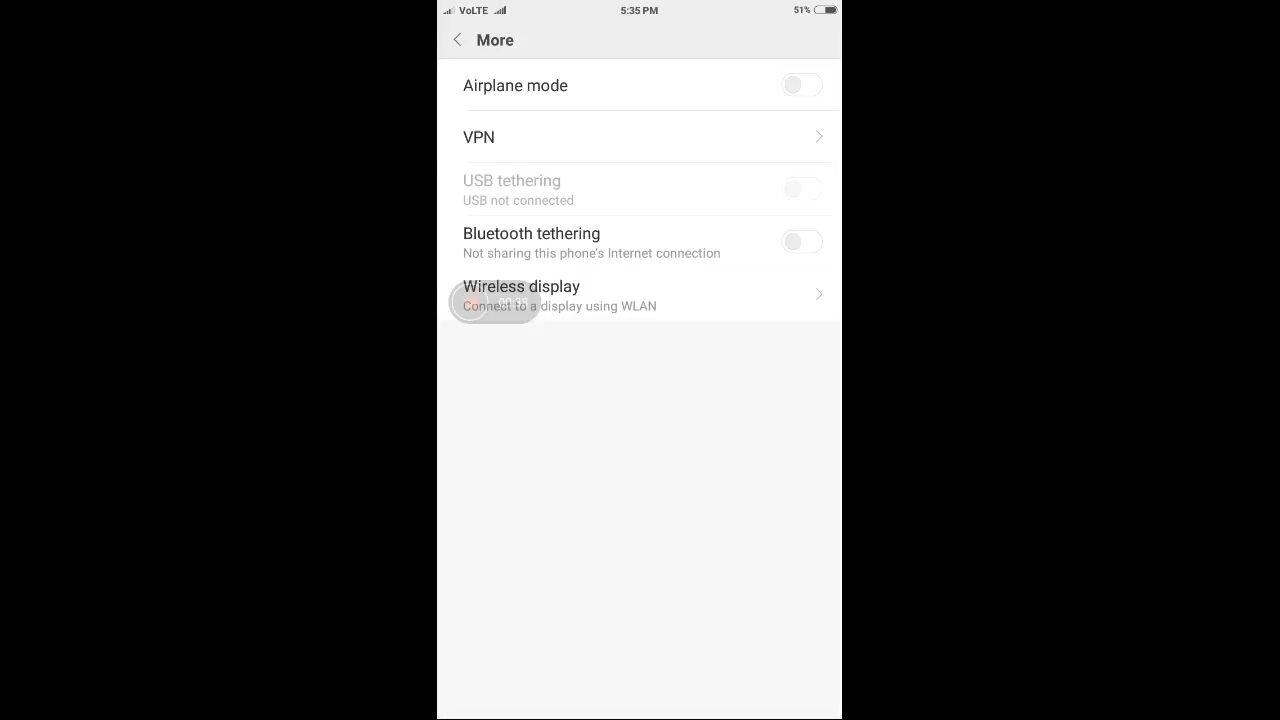 VoLTE 5:35 PM 51%
More
Airplane mode
VPN
USB tethering
USB not connected
Bluetooth tethering
Not sharing this phone's Internet connection
Wireless display
Connect to a display using WLAN